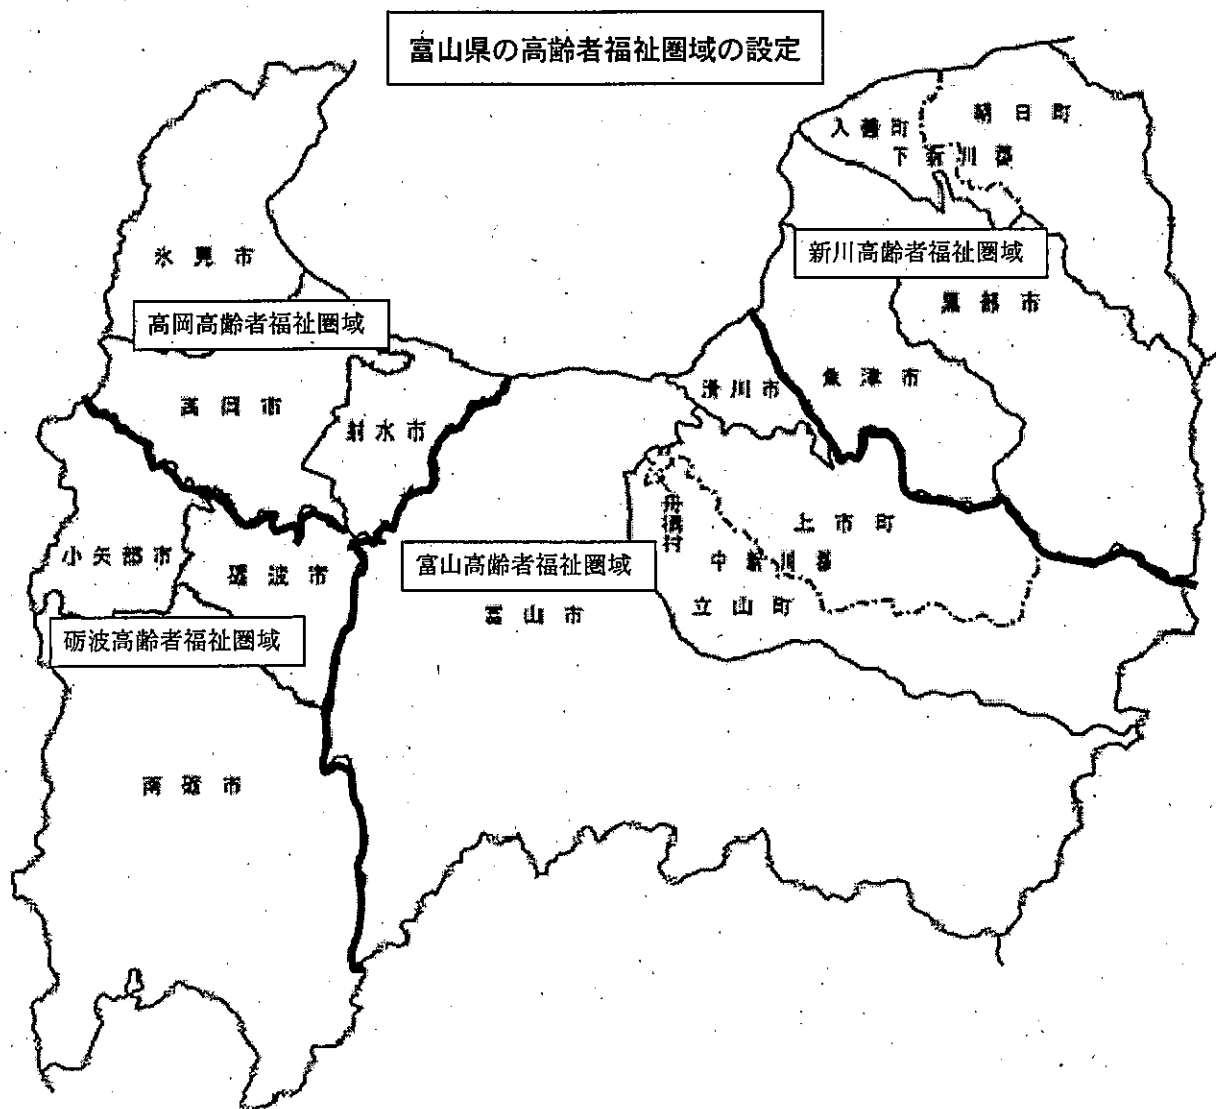 富山県の高齢者福祉圏域の設定
入善町
朝日町
下新川郡
氷見市
新川高齢者福祉圏域
黒部市
高岡高齢者福祉圏域
高岡市
射水市
滑川市
魚津市
舟橋村
上市町
中新川郡
小矢部市
砺波市
富山高齢者福祉圏域
富山市
立山町
砺波高齢者福祉圏域
南砺市